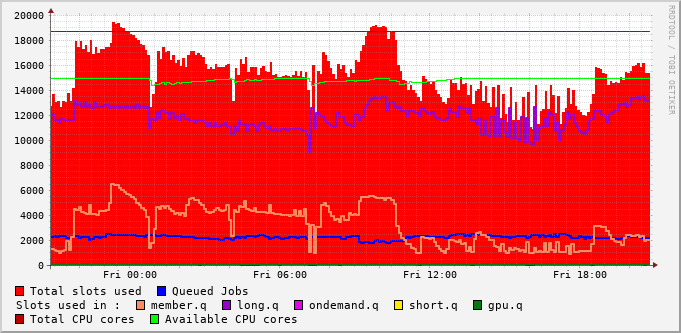 RRDTOOL / TOBI OETIKER
20000
18000
16000
14000
12000
10000
8000
6000
4000
2000
0
Fri 00:00 Fri 06:00 Fri 12:00 Fri 18:00
Total slots used Queued Jobs
Slots used in : member.q long.q ondemand.q short.q gpu.q
Total CPU cores Available CPU cores